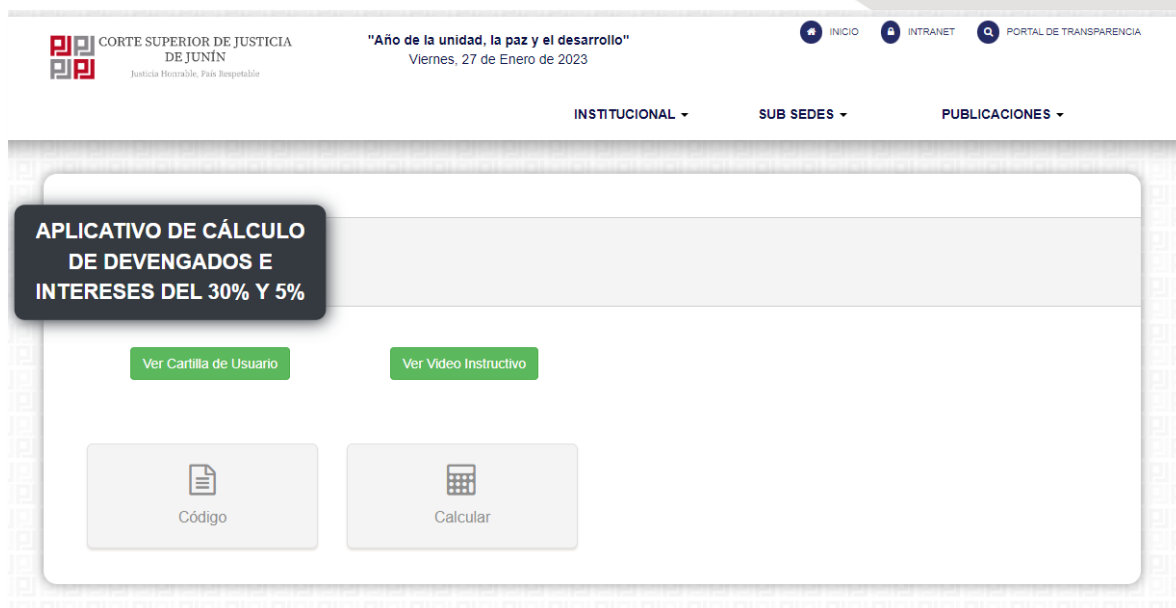 CORTE SUPERIOR DE JUSTICIA
DE JUNÍN
Justicia Honorable, País Respetable
"Año de la unidad, la paz y el desarrollo"
Viernes, 27 de Enero de 2023
INICIO
INTRANET
PORTAL DE TRANSPARENCIA
INSTITUCIONAL
SUB SEDES
PUBLICACIONES
APLICATIVO DE CÁLCULO
DE DEVENGADOS E
INTERESES DEL 30% Y 5%
Ver Cartilla de Usuario
Ver Video Instructivo
Código
Calcular